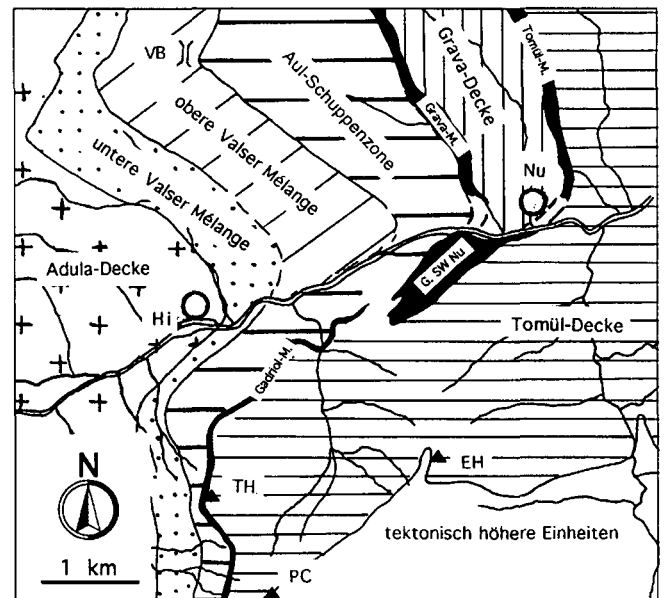 VB
Aul-Schuppenzone
Grava-Decke
Tomül-M.
Grava-M.
obere Valser Mélange
untere Valser Mélange
Nu
Adula-Decke
G. SW Nu
Hi
Tomül-Decke
Gadriol-M.
EH
N
TH
tektonisch höhere Einheiten
1 km
PC